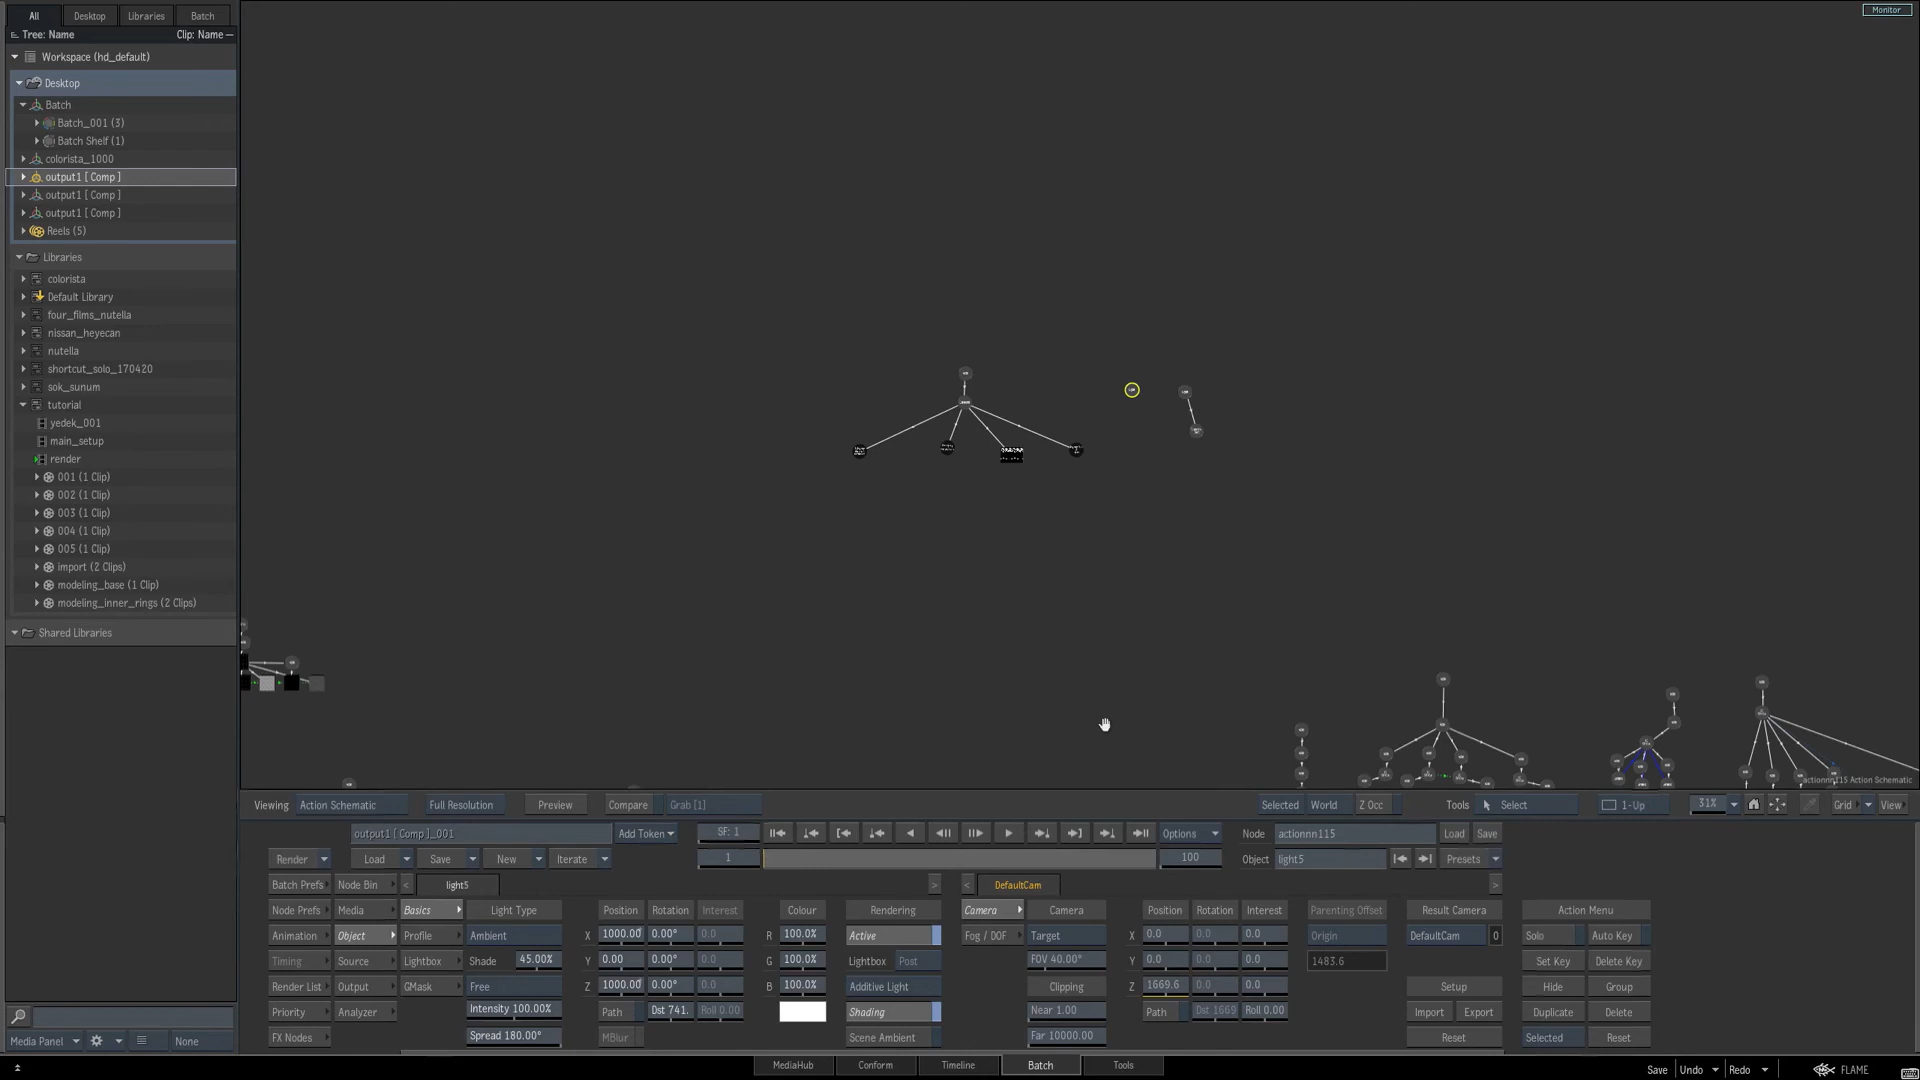 All Desktop Libraries Batch
Tree: Name Clip: Name
Workspace (hd_default)
Desktop
Batch
Batch_001 (3)
Batch Shelf (1)
colorista_1000
output1 [ Comp ]
output1 [ Comp ]
output1 [ Comp ]
Reels (5)
Libraries
colorista
Default Library
four_films_nutella
nissan_heyecan
nutella
shortcut_solo_170420
sok_sunum
tutorial
yedek_001
main_setup
render
001 (1 Clip)
002 (1 Clip)
003 (1 Clip)
004 (1 Clip)
005 (1 Clip)
import (2 Clips)
modeling_base (1 Clip)
modeling_inner_rings (2 Clips)
Shared Libraries
Media Panel None
Monitor
actionnn115 Action Schematic
Viewing Action Schematic Full Resolution Preview Compare Grab [1] Selected World Z Occ Tools Select 1-Up 31% Grid View
output1 [ Comp ]_001 Add Token SF: 1 Options Node actionnn115 Load Save
Render Load Save New Iterate 1 100 Object light5 Presets
Batch Prefs Node Bin < light5 > < DefaultCam >
Node Prefs Media Basics Light Type Position Rotation Interest Colour Rendering Camera Camera Position Rotation Interest Parenting Offset Result Camera Action Menu
Animation Object Profile Ambient X 1000.00 0.00° 0.0 R 100.0% Active Fog / DOF Target X 0.0 0.0 0.0 Origin DefaultCam 0 Solo Auto Key
Timing Source Lightbox Shade 45.00% Y 0.00 0.00° 0.0 G 100.0% Lightbox Post FOV 40.00° Y 0.0 0.0 0.0 1483.6 Set Key Delete Key
Render List Output GMask Free Z 1000.00 0.00° 0.0 B 100.0% Additive Light Clipping Z 1669.6 0.0 0.0 Setup Hide Group
Priority Analyzer Intensity 100.00% Path Dst 741. Roll 0.00 Shading Near 1.00 Path Dst 1669 Roll 0.00 Import Export Duplicate Delete
FX Nodes Spread 180.00° MBlur Scene Ambient Far 10000.00 Reset Selected Reset
MediaHub Conform Timeline Batch Tools Save Undo Redo FLAME